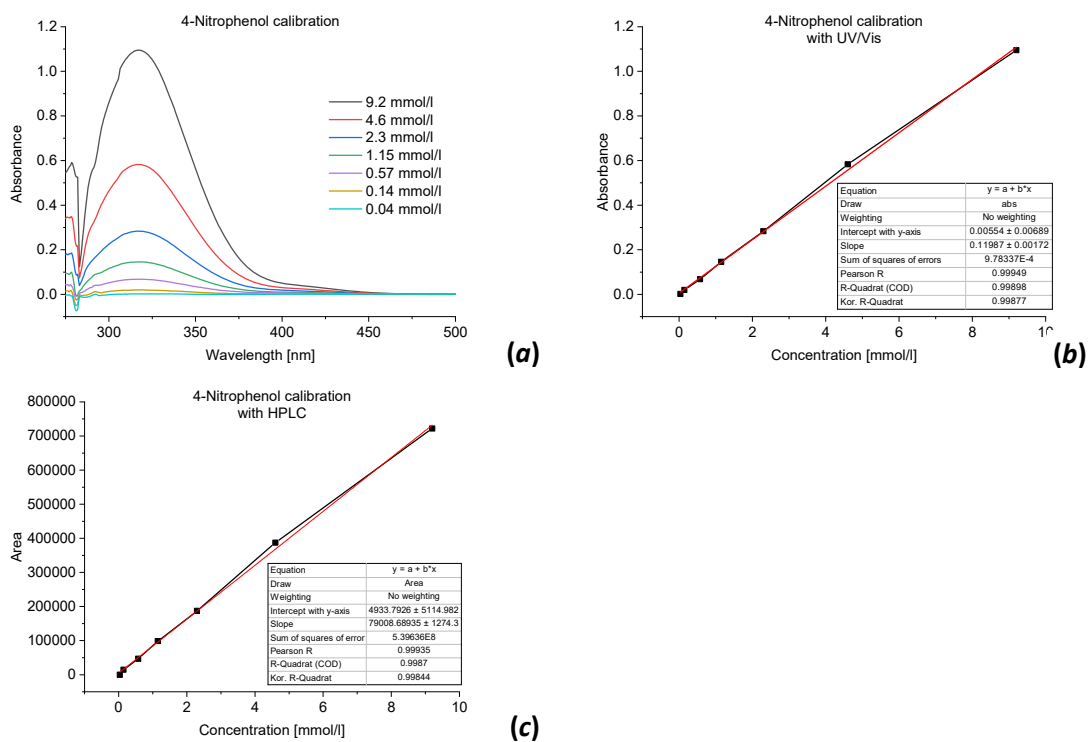 4-Nitrophenol calibration
1.2
1.0
0.8
0.6
0.4
0.2
0.0
Absorbance
9.2 mmol/l
4.6 mmol/l
2.3 mmol/l
1.15 mmol/l
0.57 mmol/l
0.14 mmol/l
0.04 mmol/l
300 350 400 450 500
Wavelength [nm]
(a)
4-Nitrophenol calibration
with UV/Vis
1.2
1.0
0.8
0.6
0.4
0.2
0.0
Absorbance
Equation y = a + b*x
Draw abs
Weighting No weighting
Intercept with y-axis 0.00554 ± 0.00689
Slope 0.11987 ± 0.00172
Sum of squares of errors 9.78337E-4
Pearson R 0.99949
R-Quadrat (COD) 0.99898
Kor. R-Quadrat 0.99877
0 2 4 6 8 10
Concentration [mmol/l]
(b)
4-Nitrophenol calibration
with HPLC
800000
700000
600000
500000
400000
300000
200000
100000
0
Area
Equation y = a + b*x
Draw Area
Weighting No weighting
Intercept with y-axis 4933.7926 ± 5114.982
Slope 79008.68935 ± 1274.3
Sum of squares of error 5.39636E8
Pearson R 0.99935
R-Quadrat (COD) 0.9987
Kor. R-Quadrat 0.99844
0 2 4 6 8 10
Concentration [mmol/l]
(c)